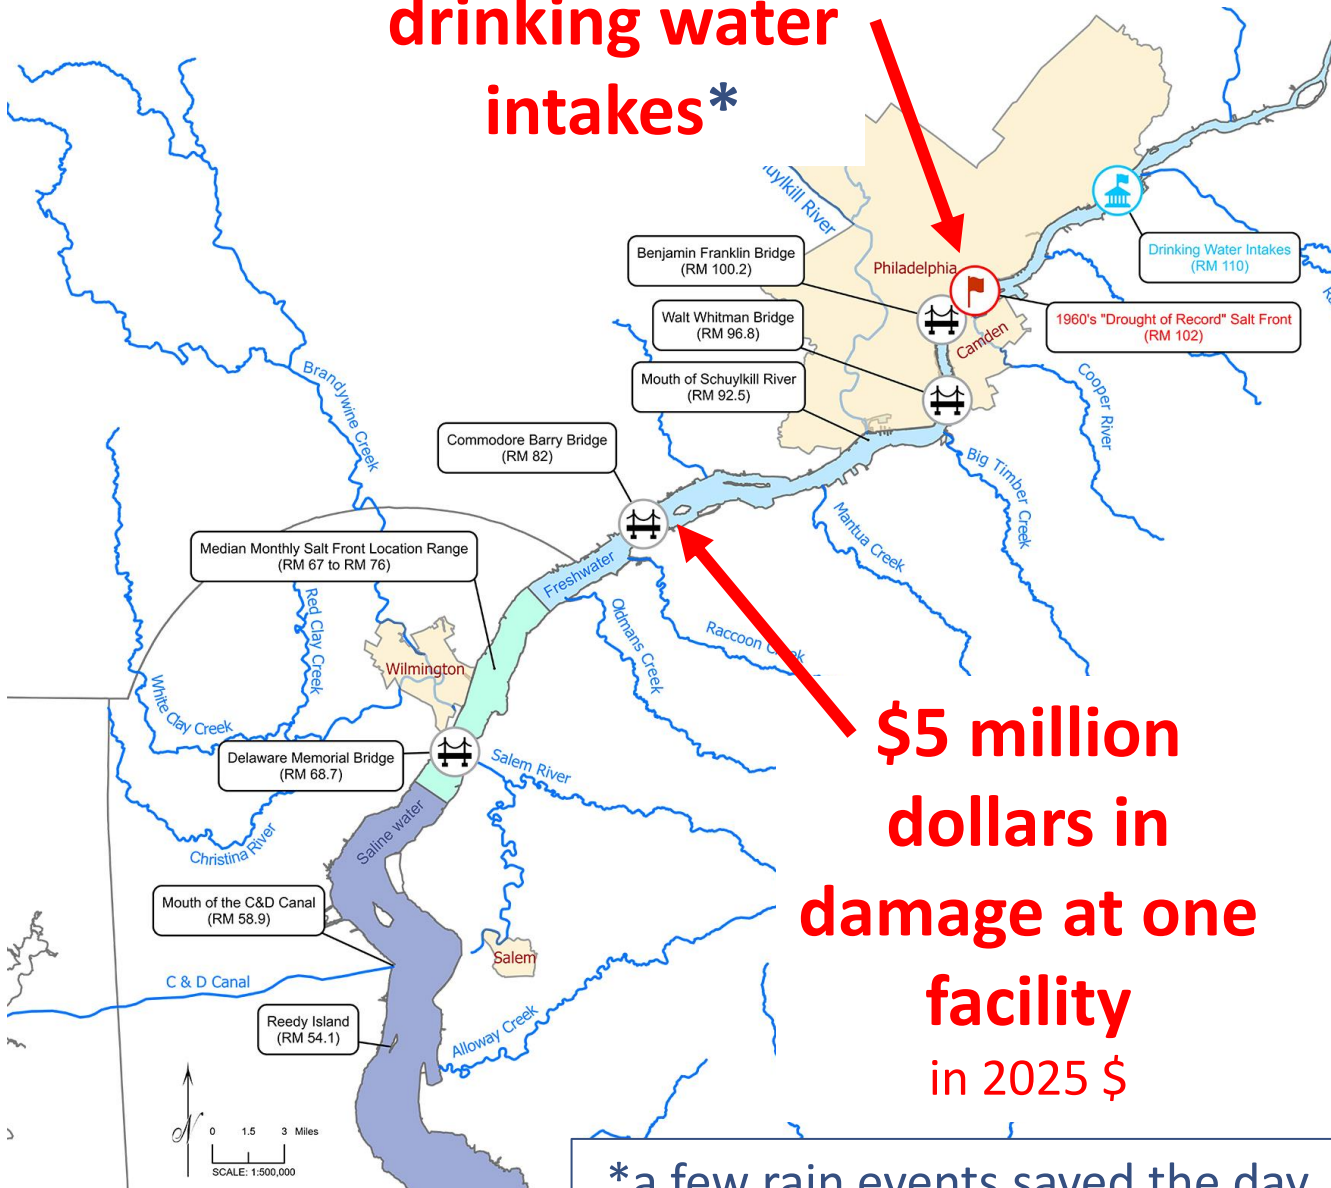 drinking water
intakes*
uylkill River
Benjamin Franklin Bridge
(RM 100.2)
Philadelphia
Drinking Water Intakes
(RM 110)
Walt Whitman Bridge
(RM 96.8)
1960's "Drought of Record" Salt Front
(RM 102)
Camden
Mouth of Schuylkill River
(RM 92.5)
Cooper River
Brandywine Creek
Commodore Barry Bridge
(RM 82)
Big Timber Creek
Mantua Creek
Median Monthly Salt Front Location Range
(RM 67 to RM 76)
Freshwater
Red Clay Creek
Oldmans Creek
Raccoon Creek
Wilmington
White Clay Creek
Delaware Memorial Bridge
(RM 68.7)
Salem River
$5 million
dollars in
damage at one
facility
in 2025 $
Saline water
Christina River
Mouth of the C&D Canal
(RM 58.9)
Salem
C & D Canal
Reedy Island
(RM 54.1)
Alloway Creek
N
0 1.5 3 Miles
SCALE: 1:500,000
*a few rain events saved the day